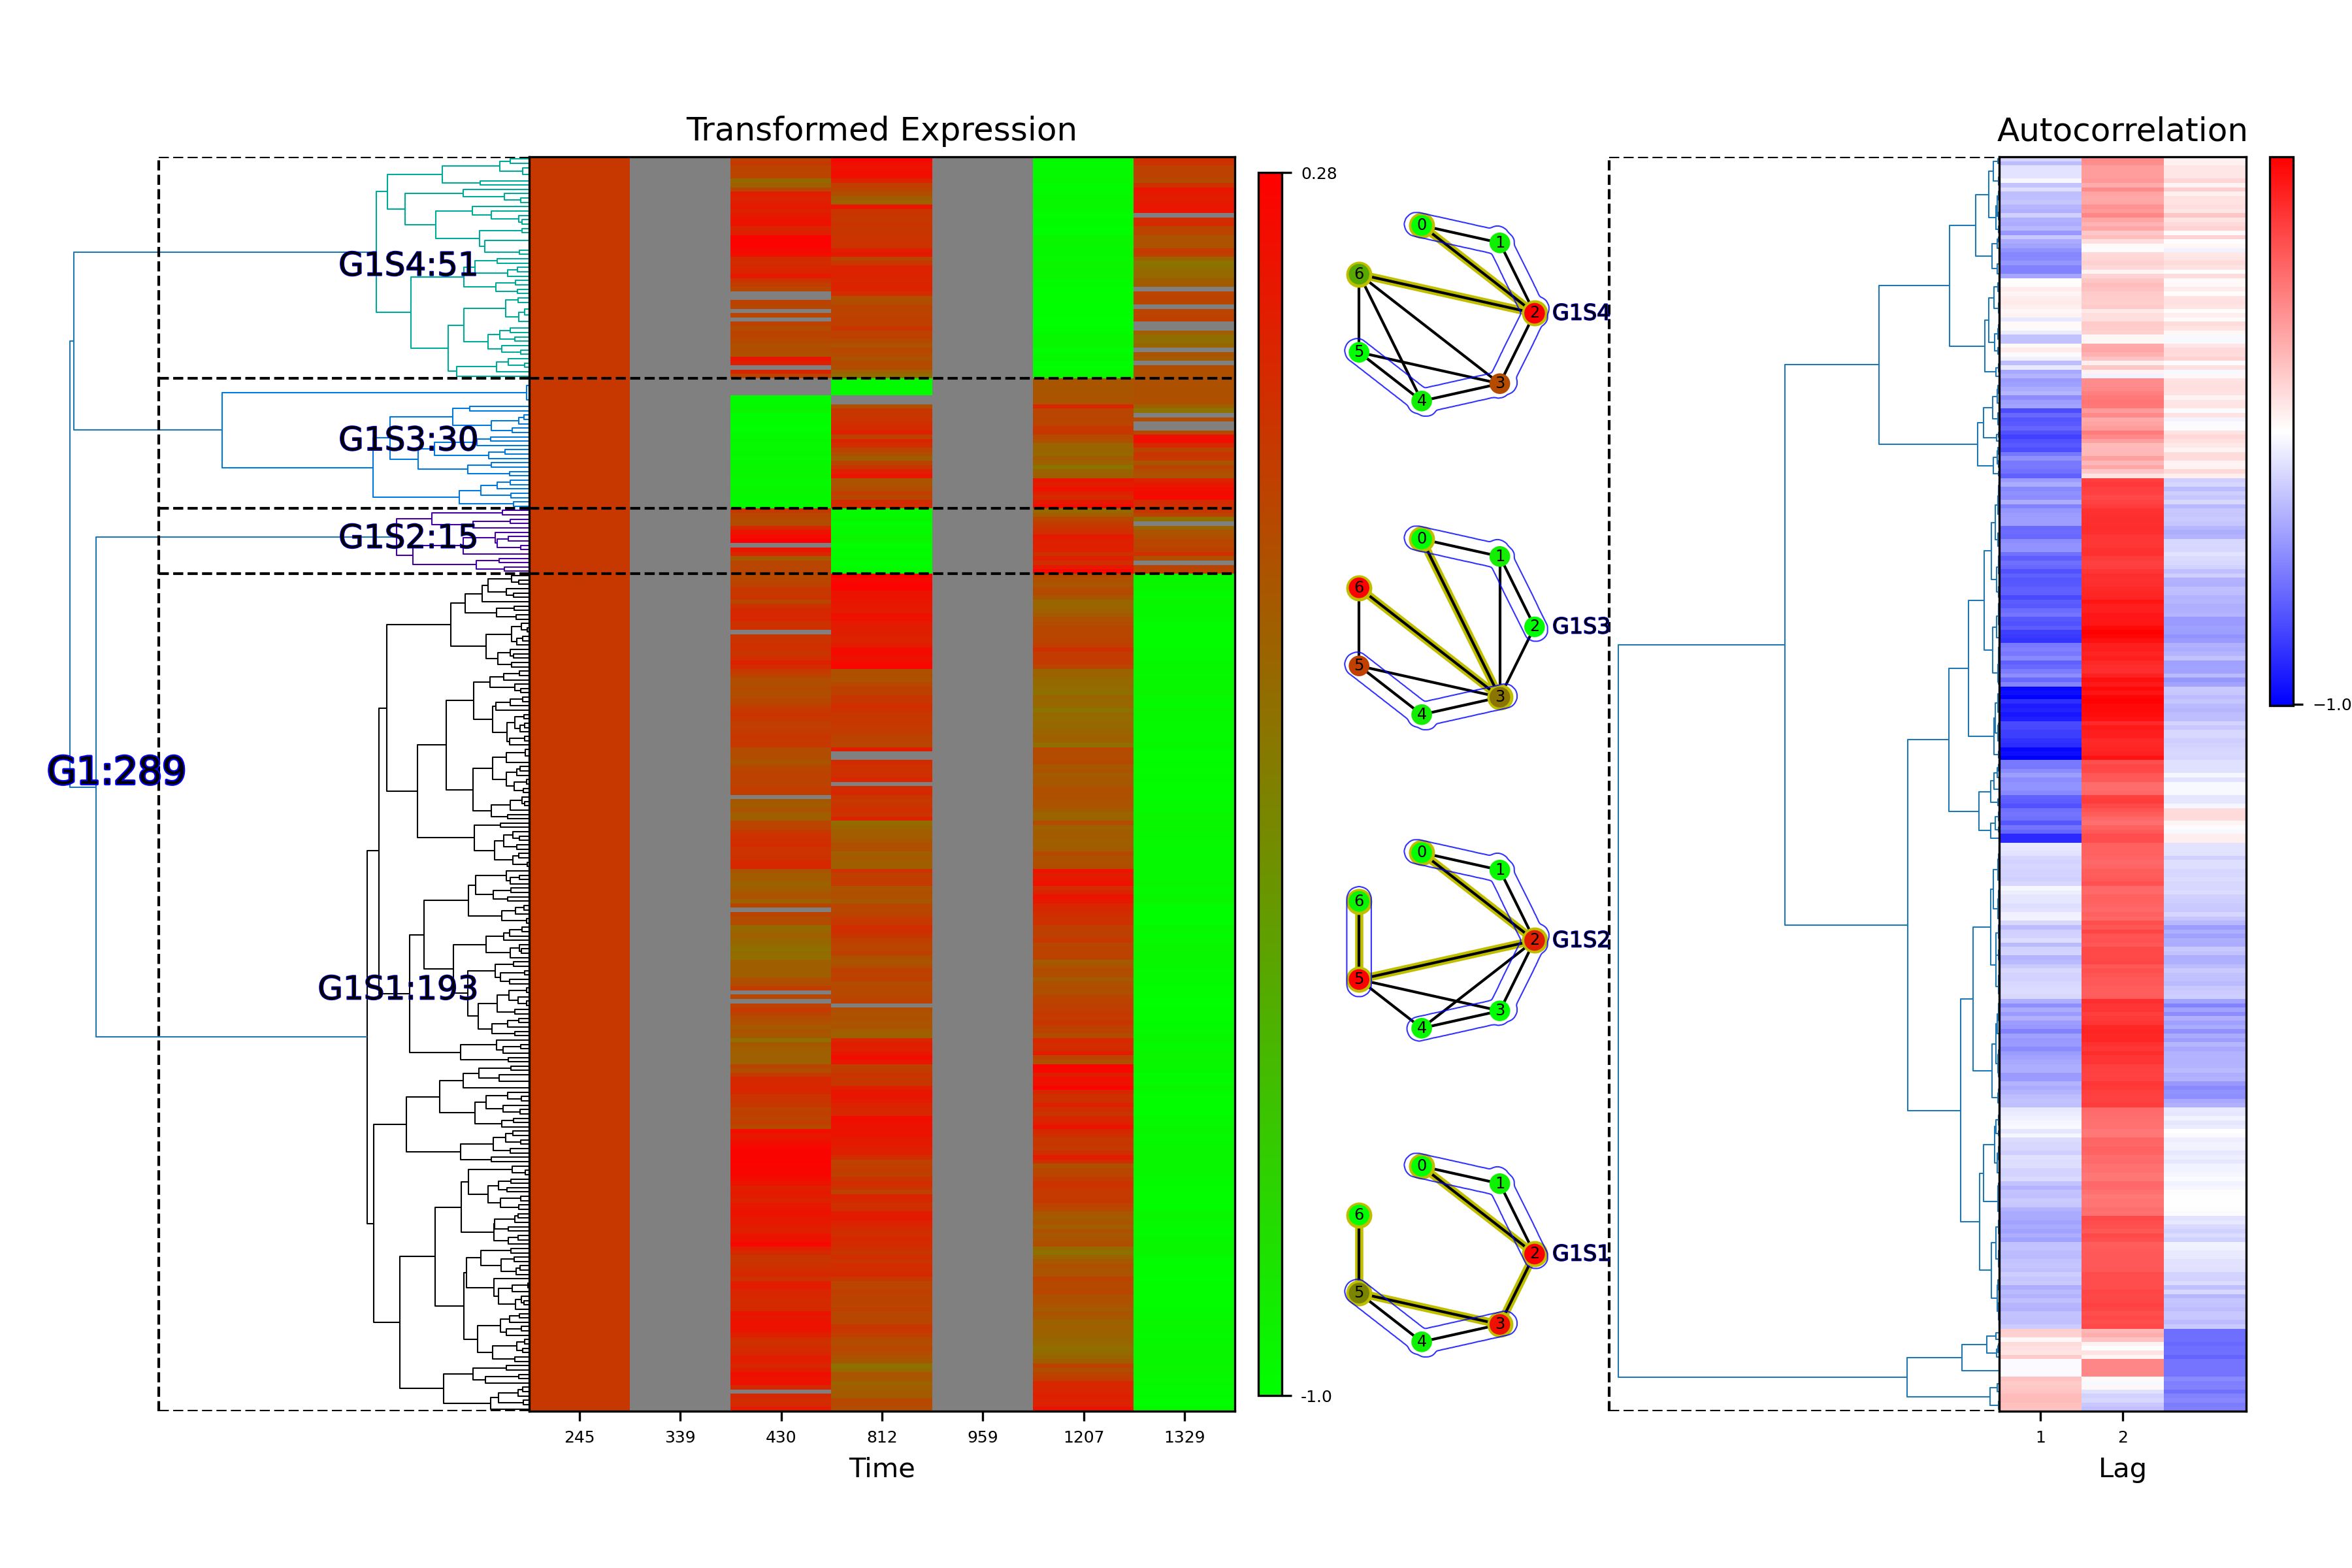 Transformed Expression
Autocorrelation
0.28
-1.0
−1.0
G1S4:51
G1S3:30
G1S2:15
G1:289
G1S1:193
0
1
6
2
G1S4
5
3
4
0
1
6
2
G1S3
5
3
4
0
1
6
2
G1S2
5
3
4
0
1
6
2
G1S1
5
3
4
245 339 430 812 959 1207 1329
Time
1 2
Lag